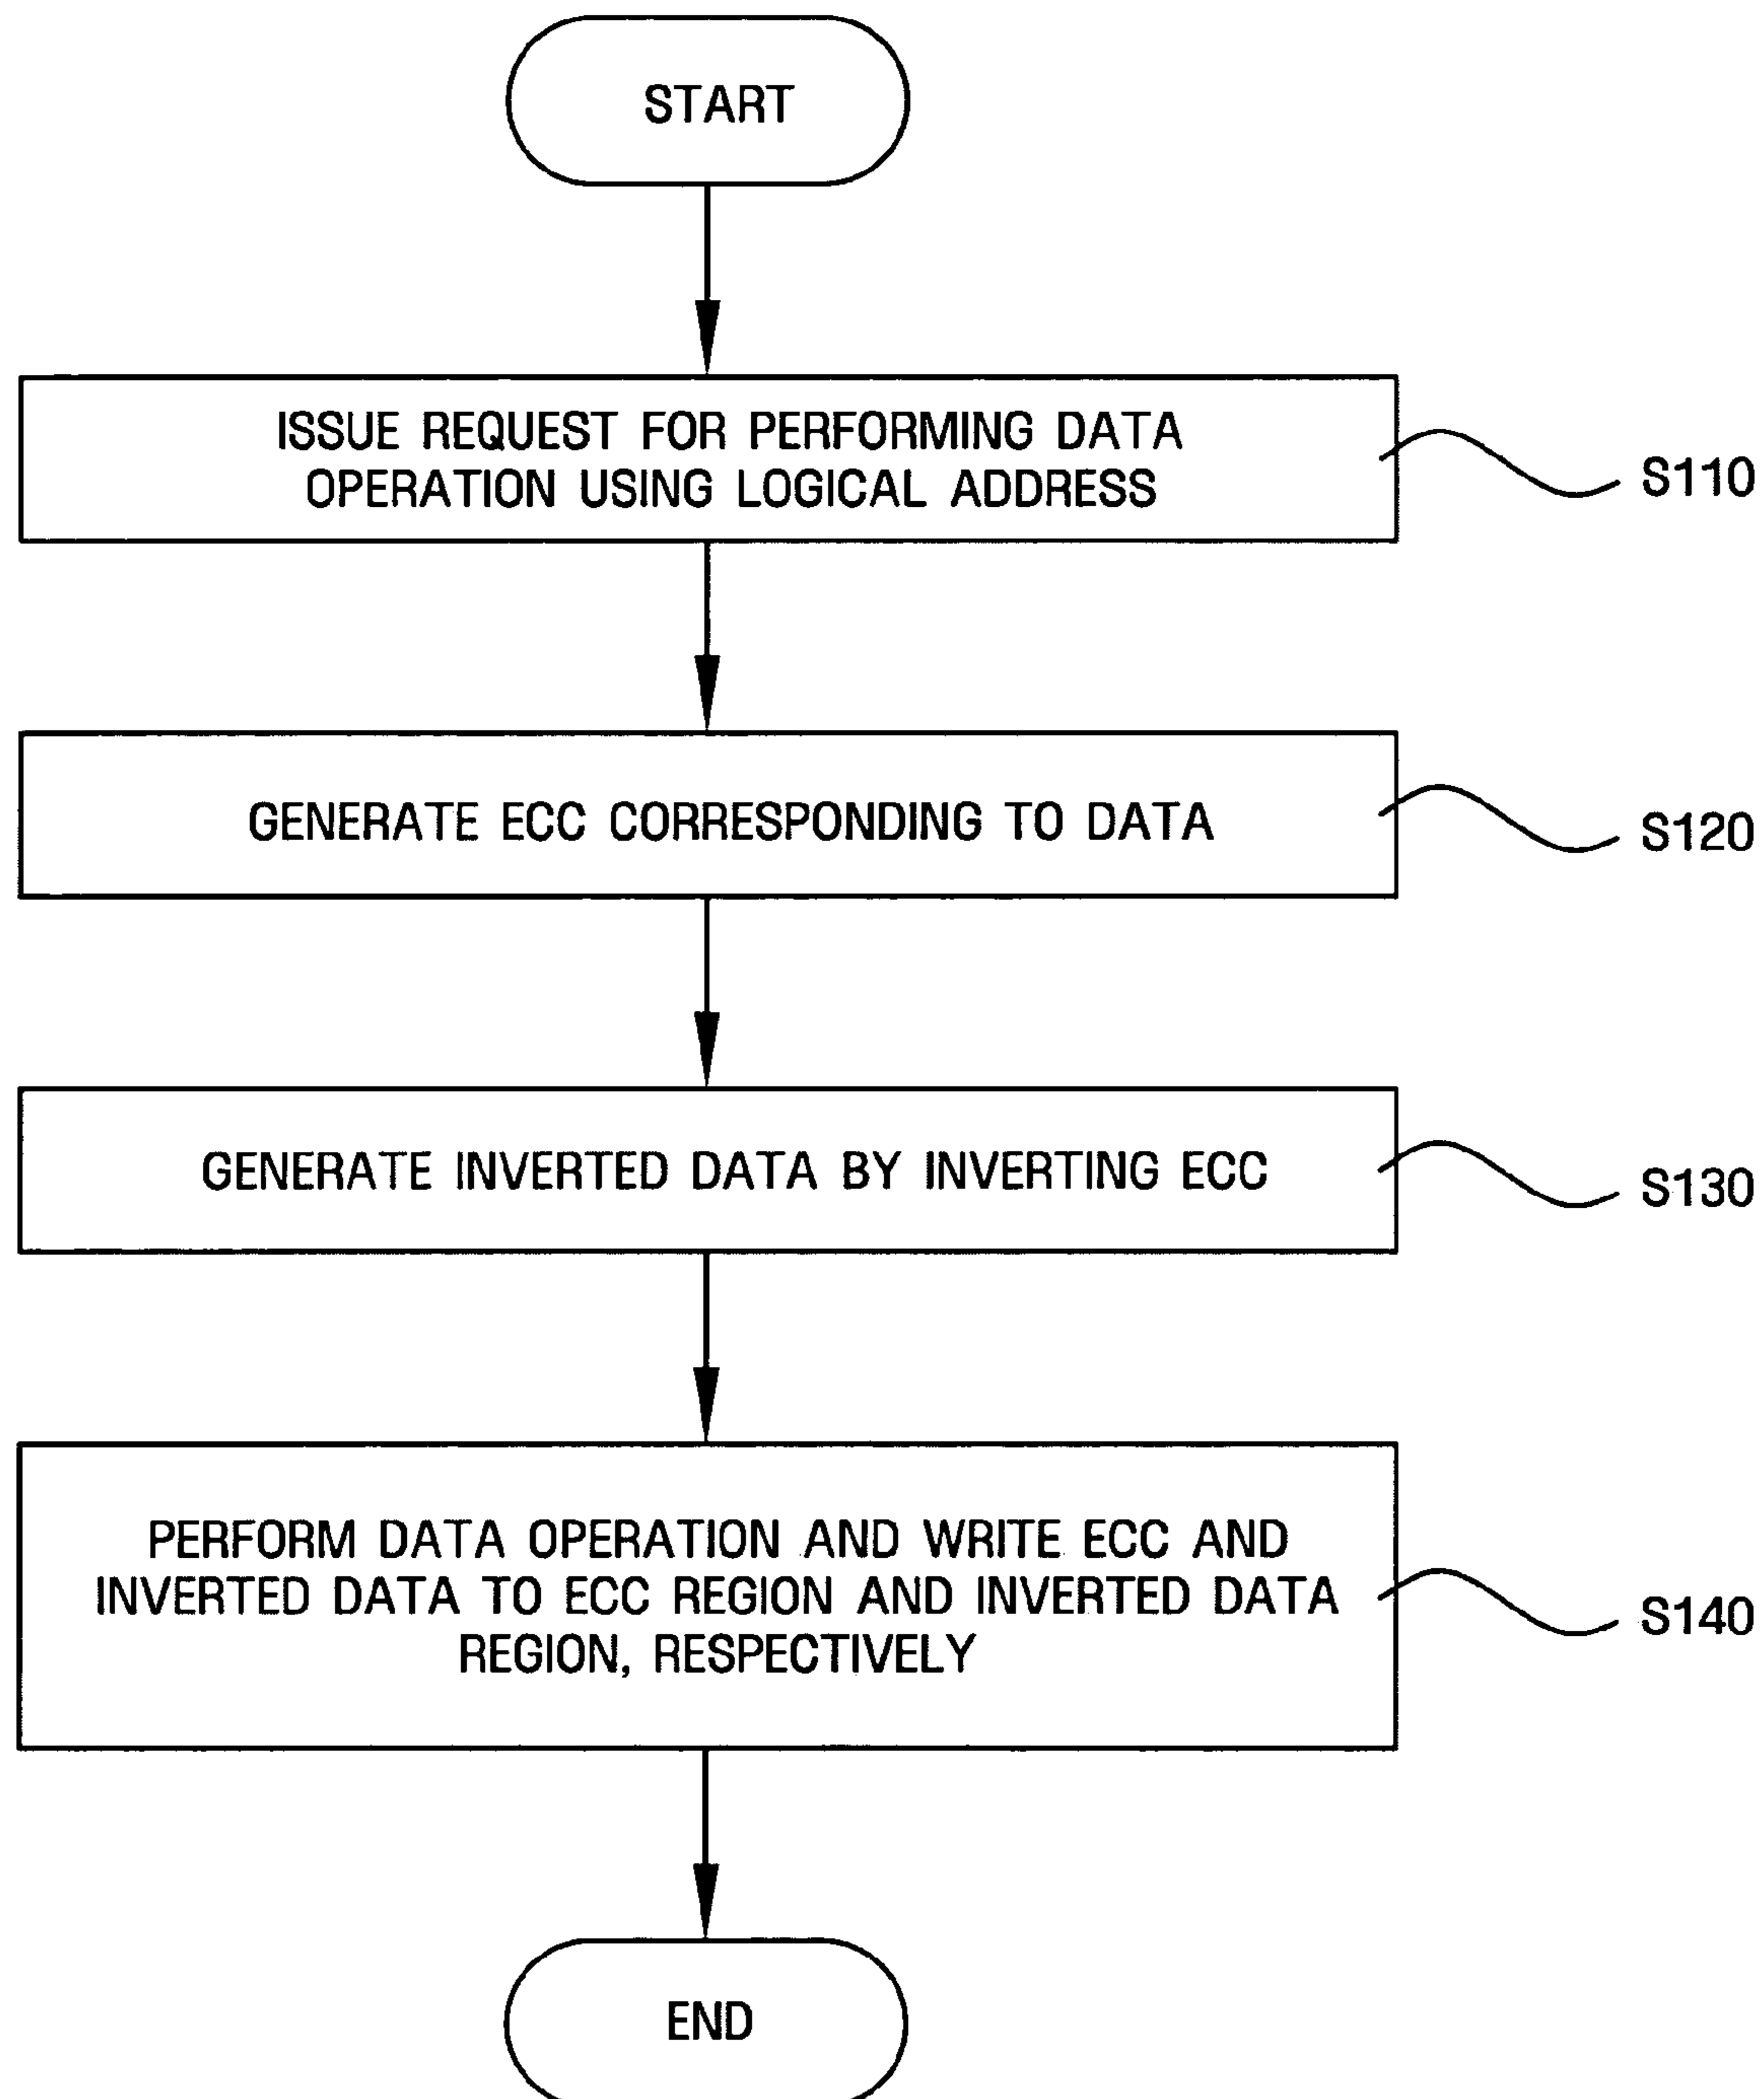 START
ISSUE REQUEST FOR PERFORMING DATA
OPERATION USING LOGICAL ADDRESS
S110
GENERATE ECC CORRESPONDING TO DATA
S120
GENERATE INVERTED DATA BY INVERTING ECC
S130
PERFORM DATA OPERATION AND WRITE ECC AND
INVERTED DATA TO ECC REGION AND INVERTED DATA
REGION, RESPECTIVELY
S140
END